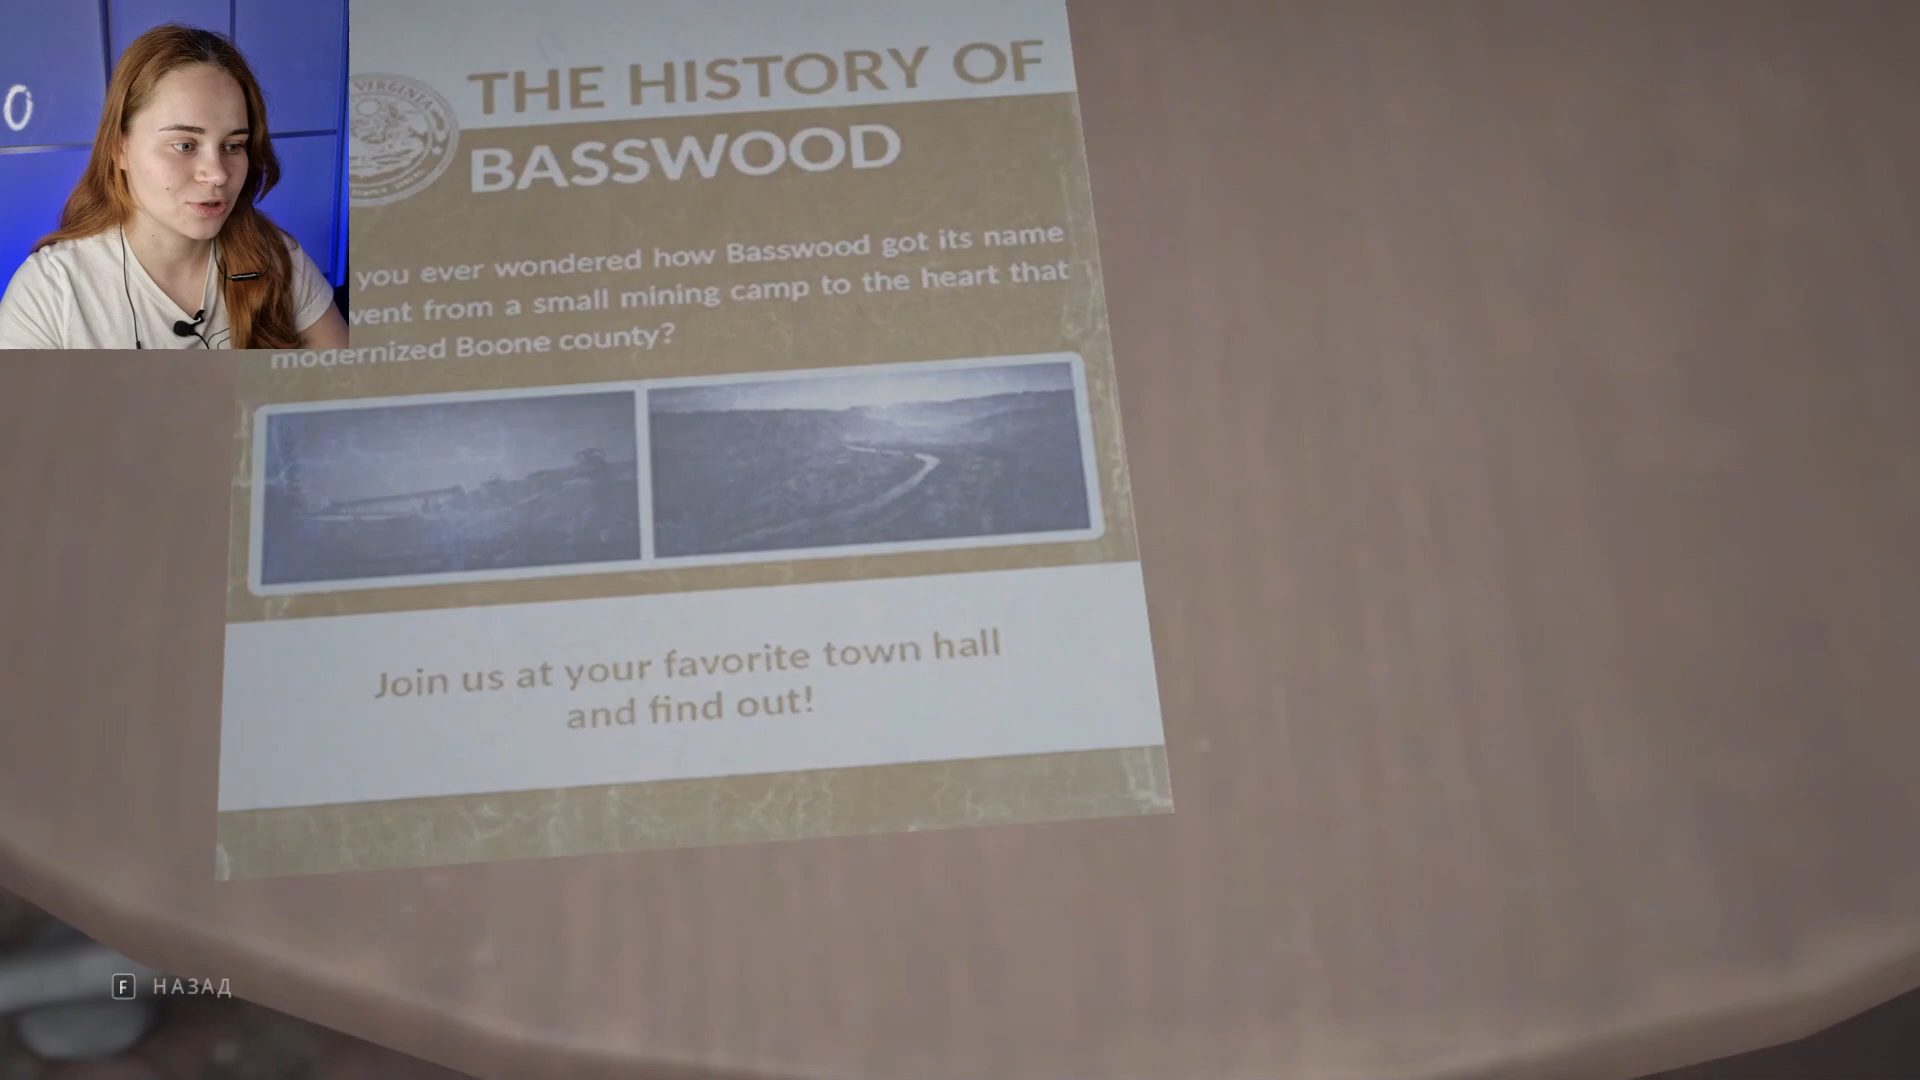 O
VIRGINIA
THE HISTORY OF
BASSWOOD
you ever wondered how Basswood got its name
went from a small mining camp to the heart that
modernized Boone county?
Join us at your favorite town hall
and find out!
F НАЗАД